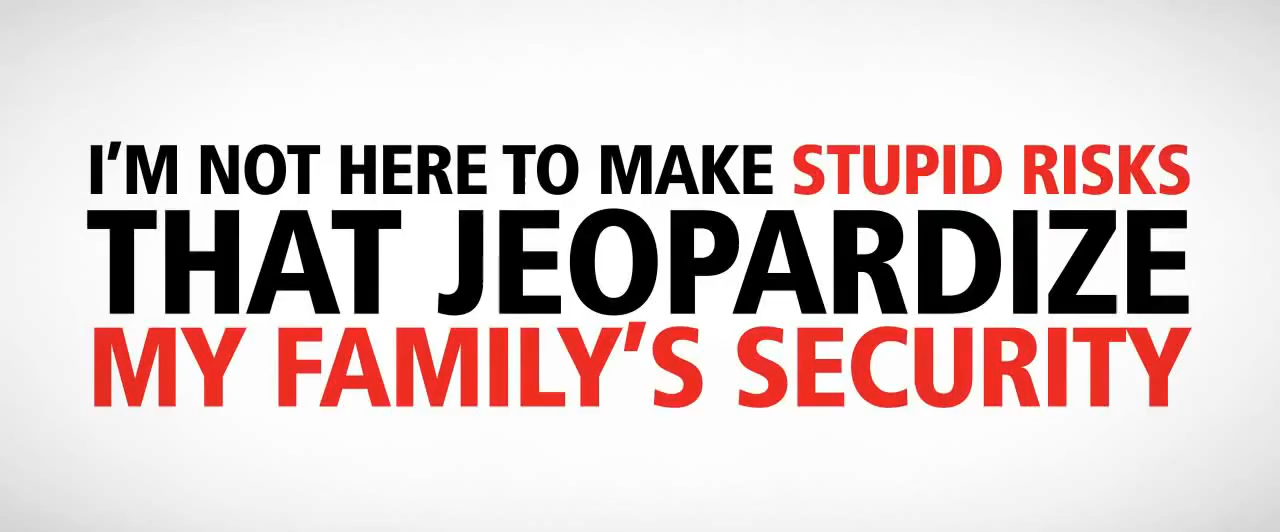 I'M NOT HERE TO MAKE STUPID RISKS
THAT JEOPARDIZE
MY FAMILY'S SECURITY